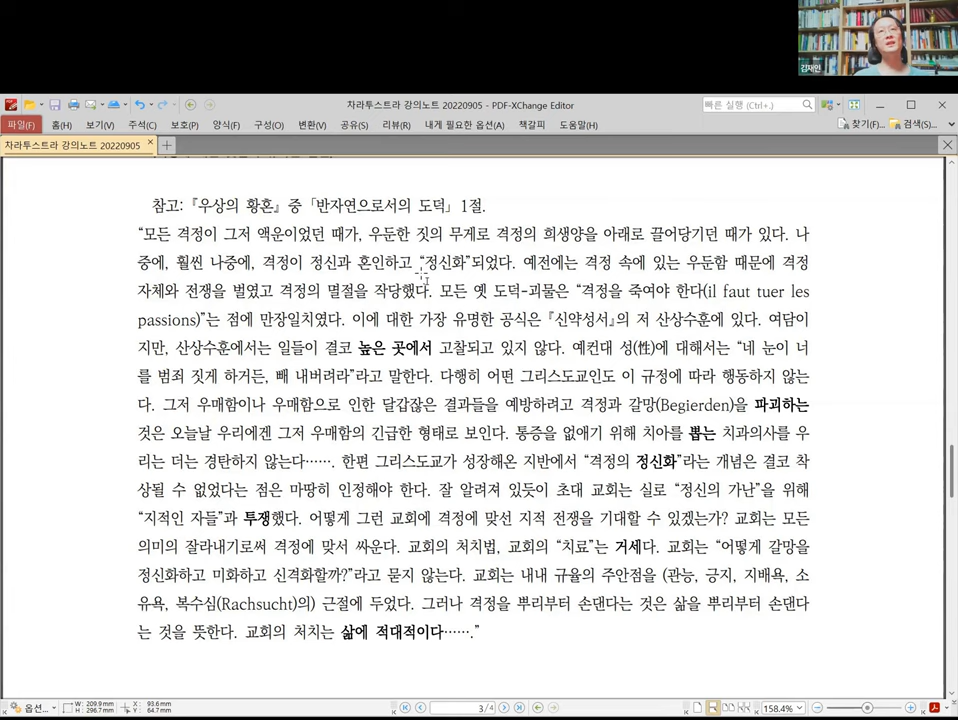 김재인
차라투스트라 강의노트 20220905 - PDF-XChange Editor
빠른 실행 (Ctrl+.)
파일(F) 홈(H) 보기(V) 주석(C) 보호(P) 양식(F) 구성(O) 변환(V) 공유(S) 리뷰(R) 내게 필요한 옵션(A) 책갈피 도움말(H)
찾기(F)... 검색(S)...
차라투스트라 강의노트 20220905
참고:『우상의 황혼』중「반자연으로서의 도덕」1절.
“모든 격정이 그저 액운이었던 때가, 우둔한 짓의 무게로 격정의 희생양을 아래로 끌어당기던 때가 있다. 나
중에, 훨씬 나중에, 격정이 정신과 혼인하고 “정신화”되었다. 예전에는 격정 속에 있는 우둔함 때문에 격정
자체와 전쟁을 벌였고 격정의 멸절을 작당했다. 모든 옛 도덕-괴물은 “격정을 죽여야 한다(il faut tuer les
passions)”는 점에 만장일치였다. 이에 대한 가장 유명한 공식은『신약성서』의 저 산상수훈에 있다. 여담이
지만, 산상수훈에서는 일들이 결코 높은 곳에서 고찰되고 있지 않다. 예컨대 성(性)에 대해서는 “네 눈이 너
를 범죄 짓게 하거든, 빼 내버려라”라고 말한다. 다행히 어떤 그리스도교인도 이 규정에 따라 행동하지 않는
다. 그저 우매함이나 우매함으로 인한 달갑잖은 결과들을 예방하려고 격정과 갈망(Begierden)을 파괴하는
것은 오늘날 우리에겐 그저 우매함의 긴급한 형태로 보인다. 통증을 없애기 위해 치아를 뽑는 치과의사를 우
리는 더는 경탄하지 않는다……. 한편 그리스도교가 성장해온 지반에서 “격정의 정신화”라는 개념은 결코 착
상될 수 없었다는 점은 마땅히 인정해야 한다. 잘 알려져 있듯이 초대 교회는 실로 “정신의 가난”을 위해
“지적인 자들”과 투쟁했다. 어떻게 그런 교회에 격정에 맞선 지적 전쟁을 기대할 수 있겠는가? 교회는 모든
의미의 잘라내기로써 격정에 맞서 싸운다. 교회의 처치법, 교회의 “치료”는 거세다. 교회는 “어떻게 갈망을
정신화하고 미화하고 신격화할까?”라고 묻지 않는다. 교회는 내내 규율의 주안점을 (관능, 긍지, 지배욕, 소
유욕, 복수심(Rachsucht)의) 근절에 두었다. 그러나 격정을 뿌리부터 손댄다는 것은 삶을 뿌리부터 손댄다
는 것을 뜻한다. 교회의 처치는 삶에 적대적이다…….”
옵션... W: 209.9mm H: 296.7mm X: 93.6mm Y: 64.7mm 3/4 158.4%